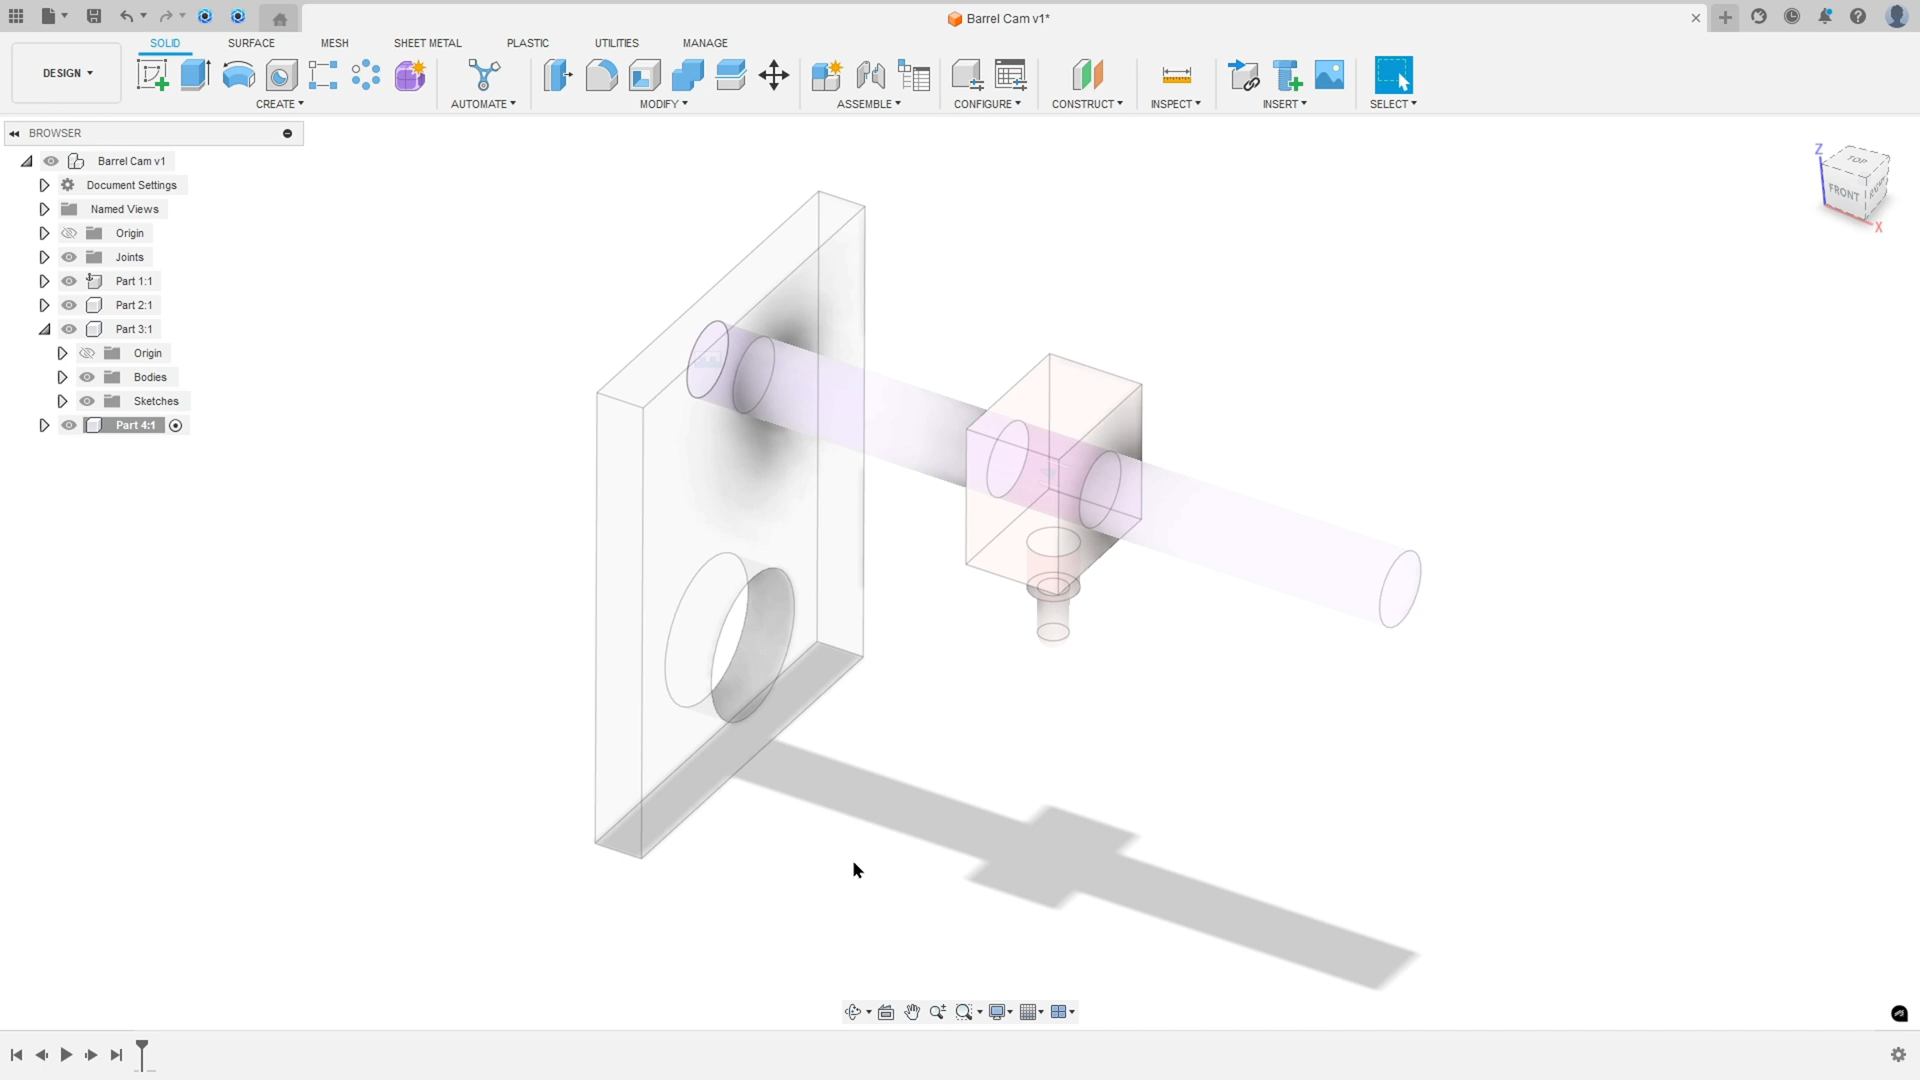 Barrel Cam v1*
SOLID
SURFACE
MESH
SHEET METAL
PLASTIC
UTILITIES
MANAGE
DESIGN
CREATE
AUTOMATE
MODIFY
ASSEMBLE
CONFIGURE
CONSTRUCT
INSPECT
INSERT
SELECT
BROWSER
Barrel Cam v1
Document Settings
Named Views
Origin
Joints
Part 1:1
Part 2:1
Part 3:1
Origin
Bodies
Sketches
Part 4:1
Z
TOP
FRONT
RIGHT
X